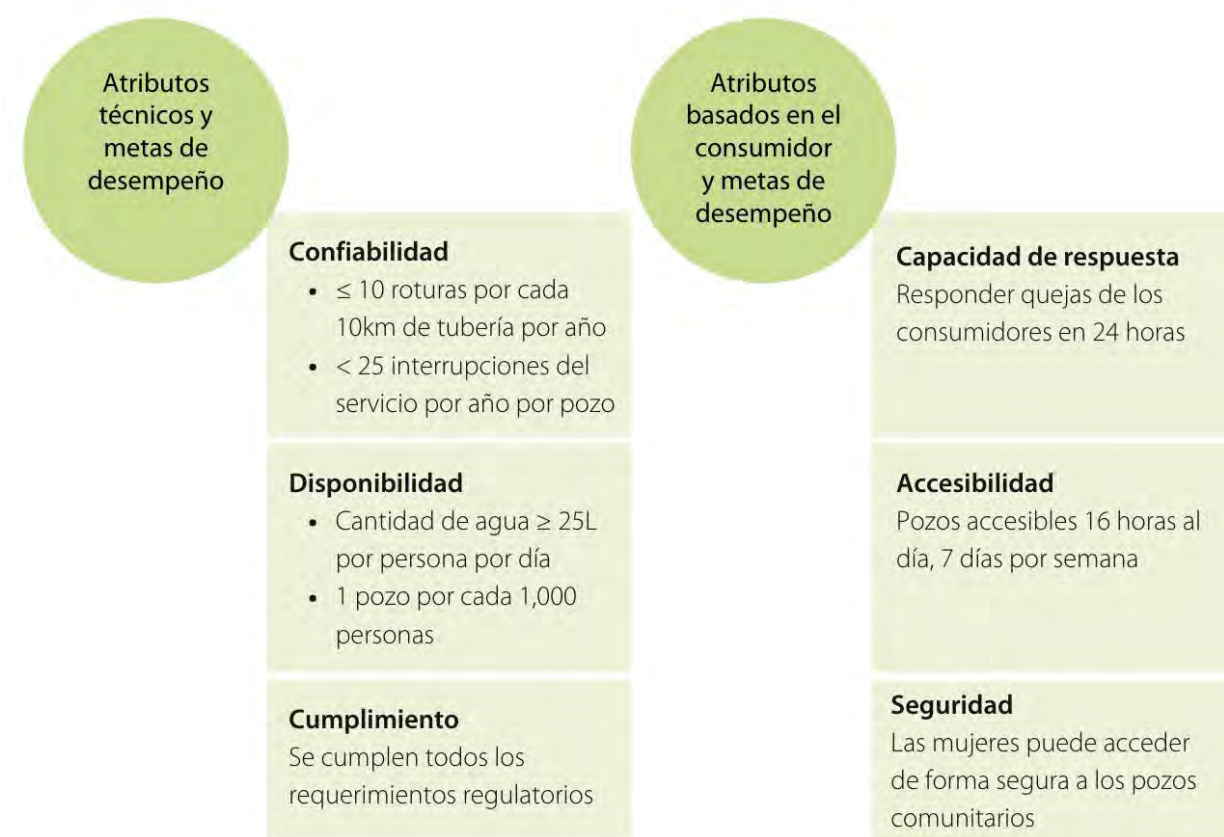 Atributos
técnicos y
metas de
desempeño
Confiabilidad
• ≤ 10 roturas por cada
10km de tubería por año
• < 25 interrupciones del
servicio por año por pozo
Disponibilidad
• Cantidad de agua ≥ 25L
por persona por día
• 1 pozo por cada 1,000
personas
Cumplimiento
Se cumplen todos los
requerimientos regulatorios
Atributos
basados en el
consumidor
y metas de
desempeño
Capacidad de respuesta
Responder quejas de los
consumidores en 24 horas
Accesibilidad
Pozos accesibles 16 horas al
día, 7 días por semana
Seguridad
Las mujeres puede acceder
de forma segura a los pozos
comunitarios